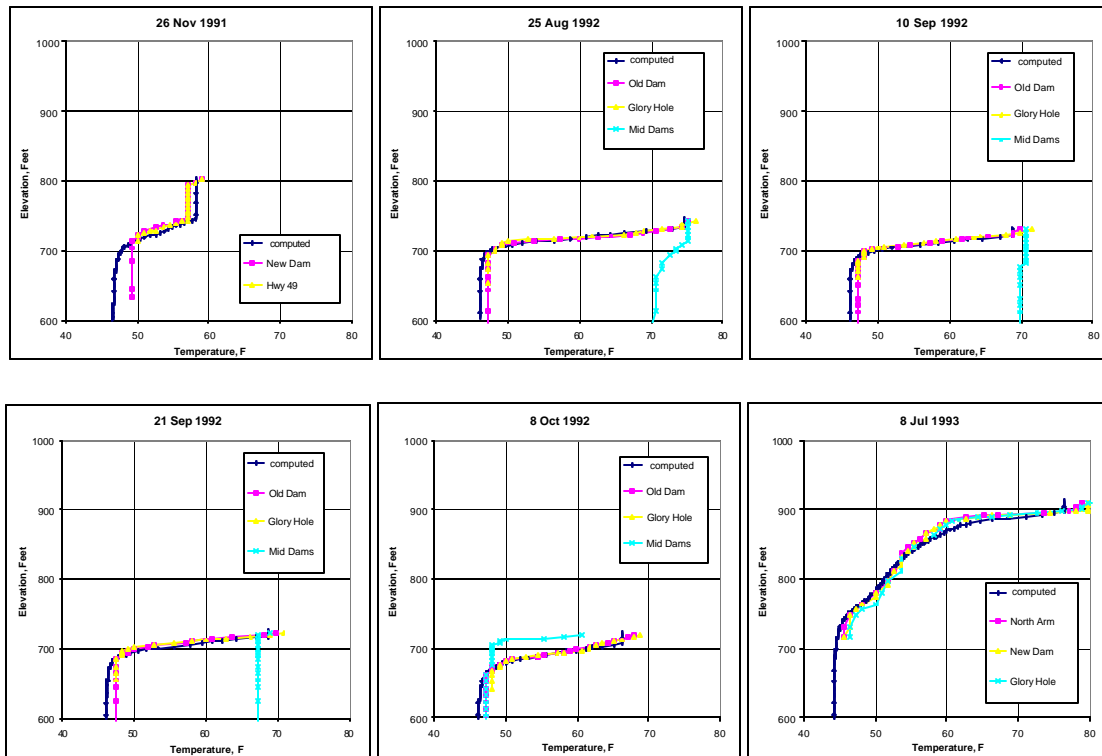 26 Nov 1991
1000
900
800
700
600
40 50 60 70 80
Elevation, Feet
Temperature, F
computed
New Dam
Hwy 49
25 Aug 1992
1000
900
800
700
600
40 50 60 70 80
Elevation, Feet
Temperature, F
computed
Old Dam
Glory Hole
Mid Dams
10 Sep 1992
1000
900
800
700
600
40 50 60 70 80
Elevation, Feet
Temperature, F
computed
Old Dam
Glory Hole
Mid Dams
21 Sep 1992
1000
900
800
700
600
40 50 60 70 80
Elevation, Feet
Temperature, F
computed
Old Dam
Glory Hole
Mid Dams
8 Oct 1992
1000
900
800
700
600
40 50 60 70 80
Elevation, Feet
Temperature, F
computed
Old Dam
Glory Hole
Mid Dams
8 Jul 1993
1000
900
800
700
600
40 50 60 70 80
Elevation, Feet
Temperature, F
computed
North Arm
New Dam
Glory Hole